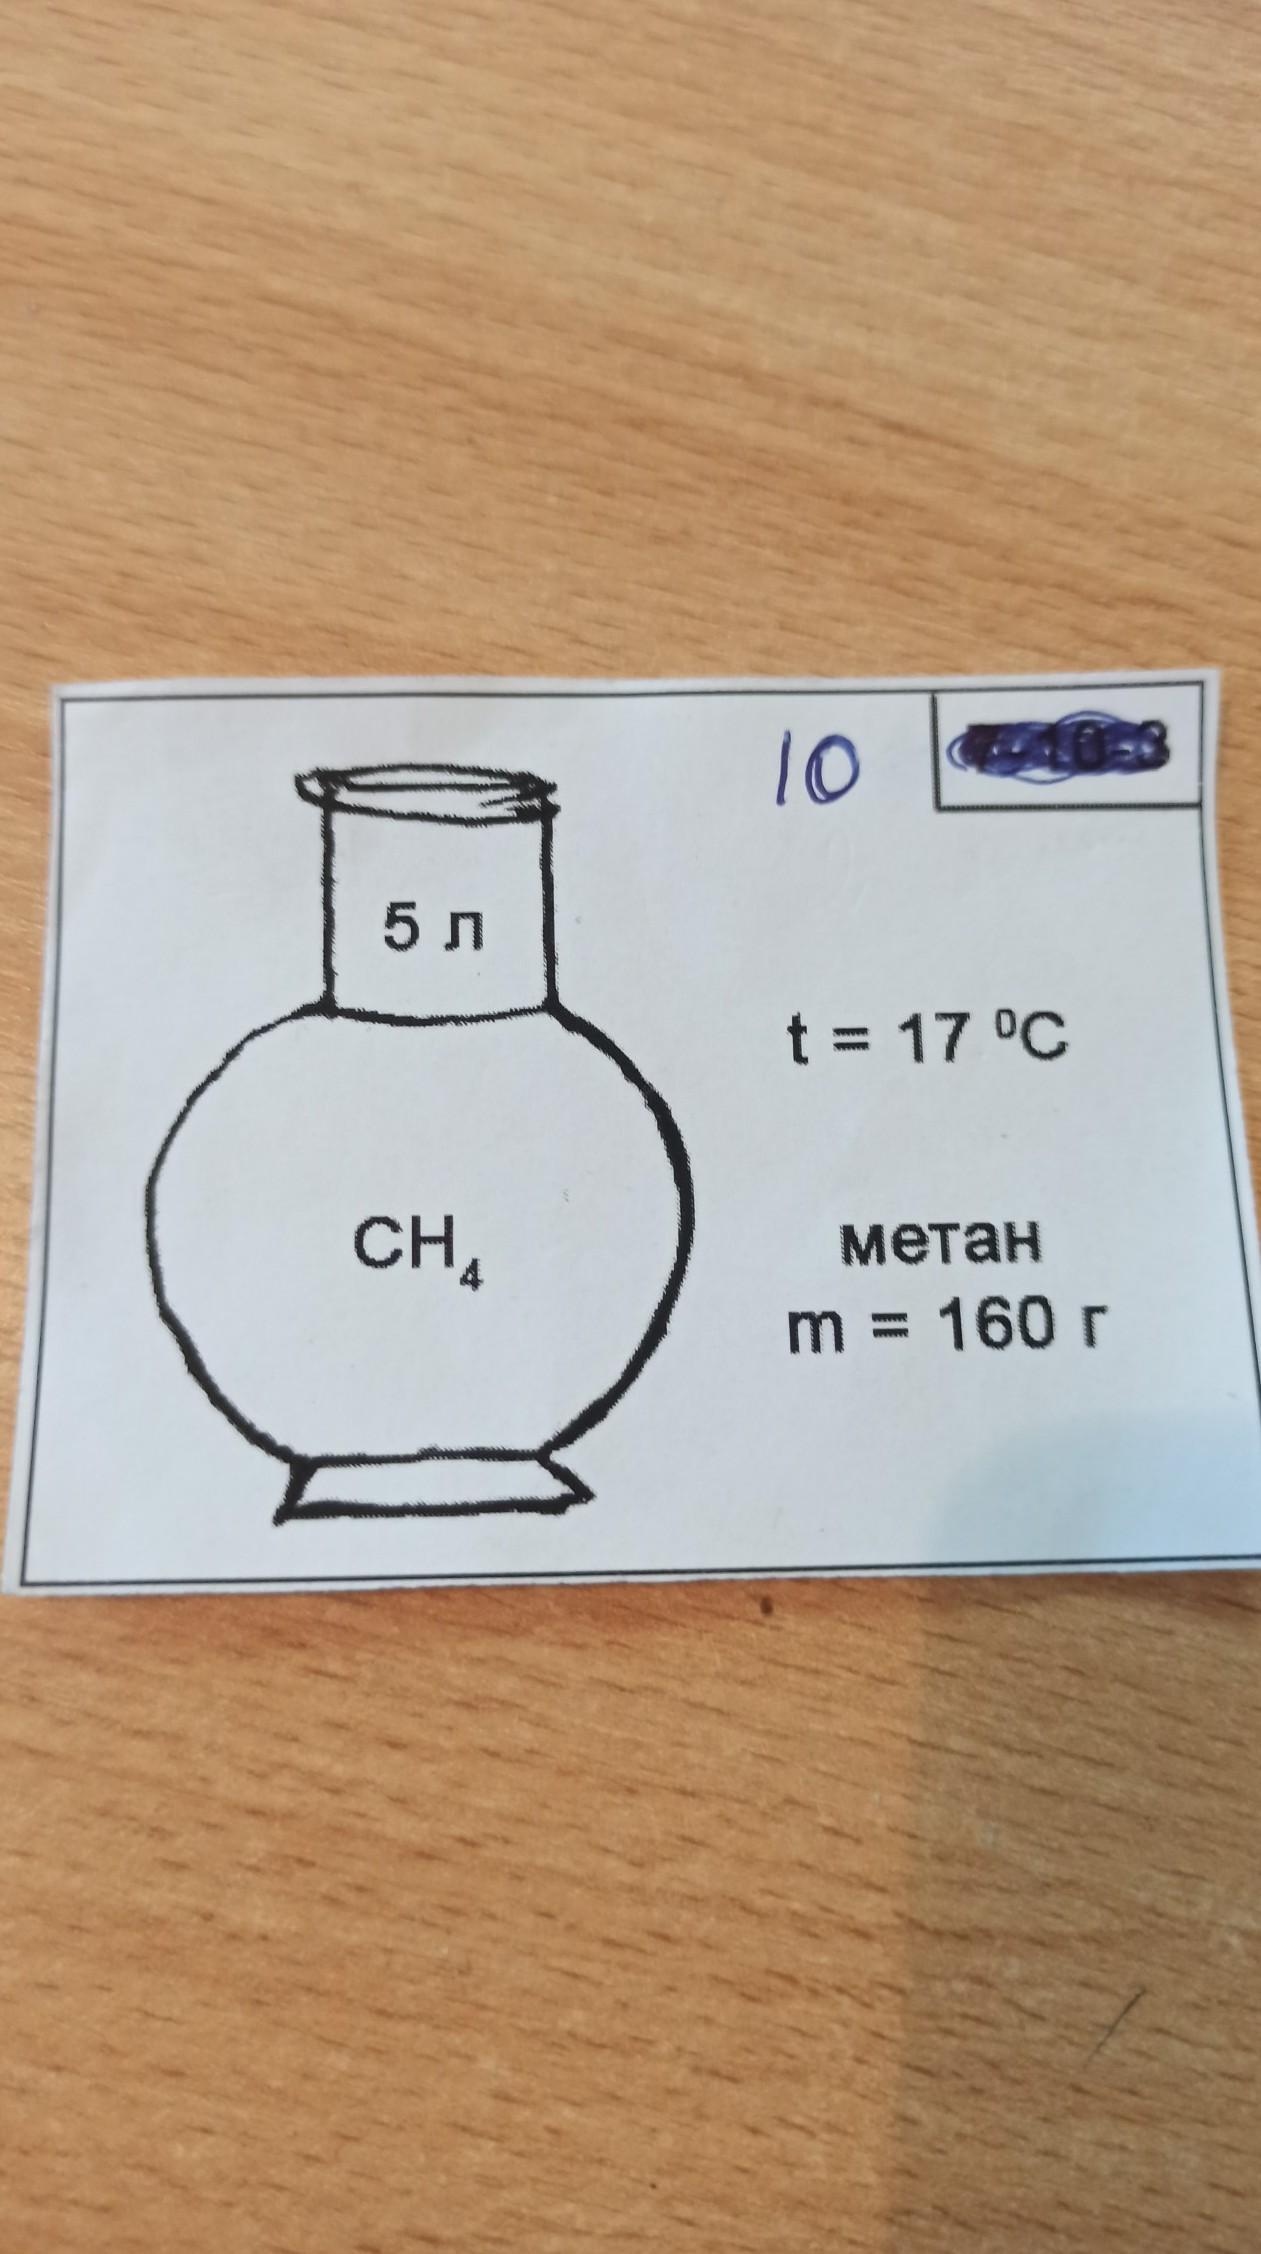 10
5 л
t = 17 ⁰C
CH₄
метан
m = 160 г